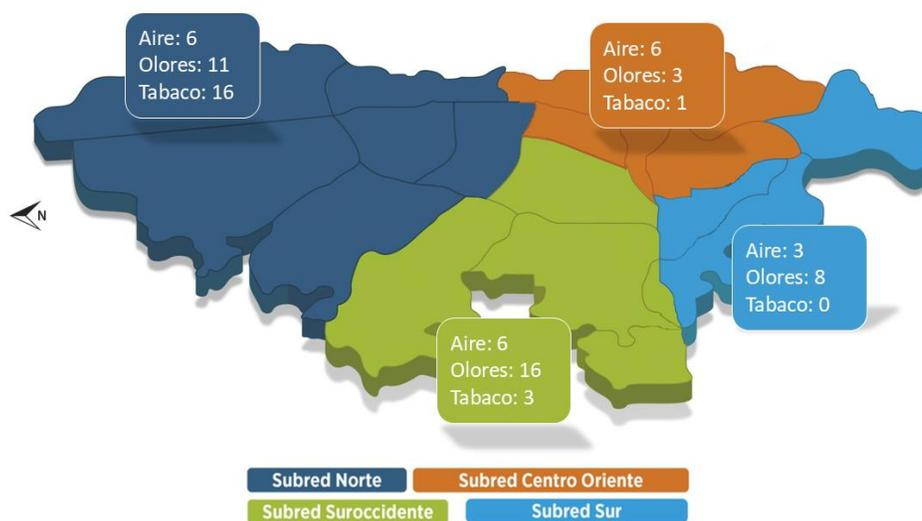 Aire: 6
Olores: 11
Tabaco: 16
Aire: 6
Olores: 3
Tabaco: 1
N
Aire: 3
Olores: 8
Tabaco: 0
Aire: 6
Olores: 16
Tabaco: 3
Subred Norte
Subred Centro Oriente
Subred Suroccidente
Subred Sur